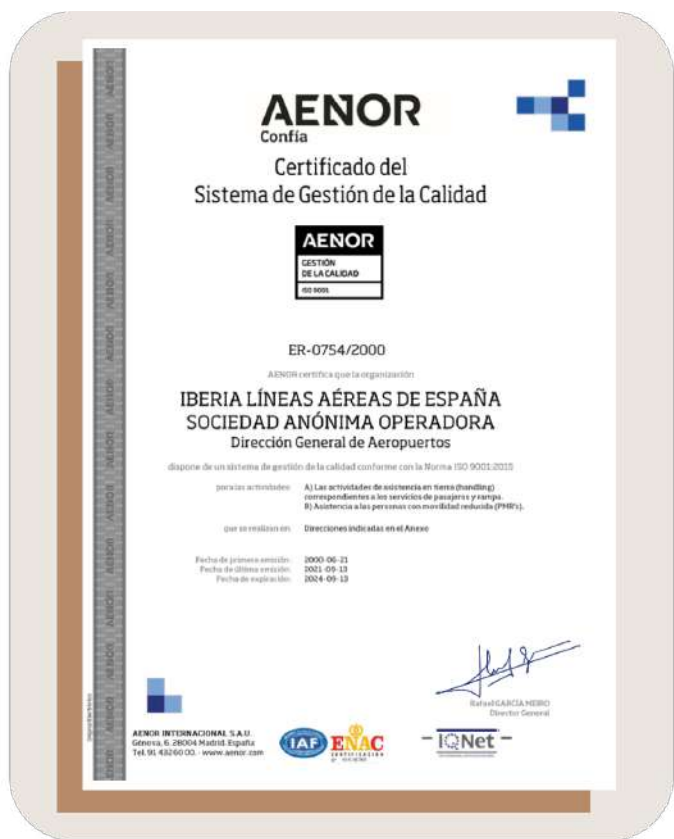 AENOR
Confía
Certificado del
Sistema de Gestión de la Calidad
AENOR
GESTIÓN
DE LA CALIDAD
ISO 9001
ER-0754/2000
AENOR certifica que la organización
IBERIA LÍNEAS AÉREAS DE ESPAÑA
SOCIEDAD ANÓNIMA OPERADORA
Dirección General de Aeropuertos
dispone de un sistema de gestión de la calidad conforme con la Norma ISO 9001:2015
para las actividades: A) Las actividades de asistencia en tierra (handling)
correspondientes a los servicios de pasajeros y rampa.
B) Asistencia a las personas con movilidad reducida (PMR's).
que se realizan en: Direcciones indicadas en el Anexo
Fecha de primera emisión: 2000-06-21
Fecha de última emisión: 2021-09-13
Fecha de expiración: 2024-09-13
Rafael GARCÍA MEIRO
Director General
AENOR INTERNACIONAL S.A.U.
Génova, 6. 28004 Madrid. España
Tel. 91 432 60 00. - www.aenor.com
IAF
ENAC
CERTIFICACIÓN
IQNet